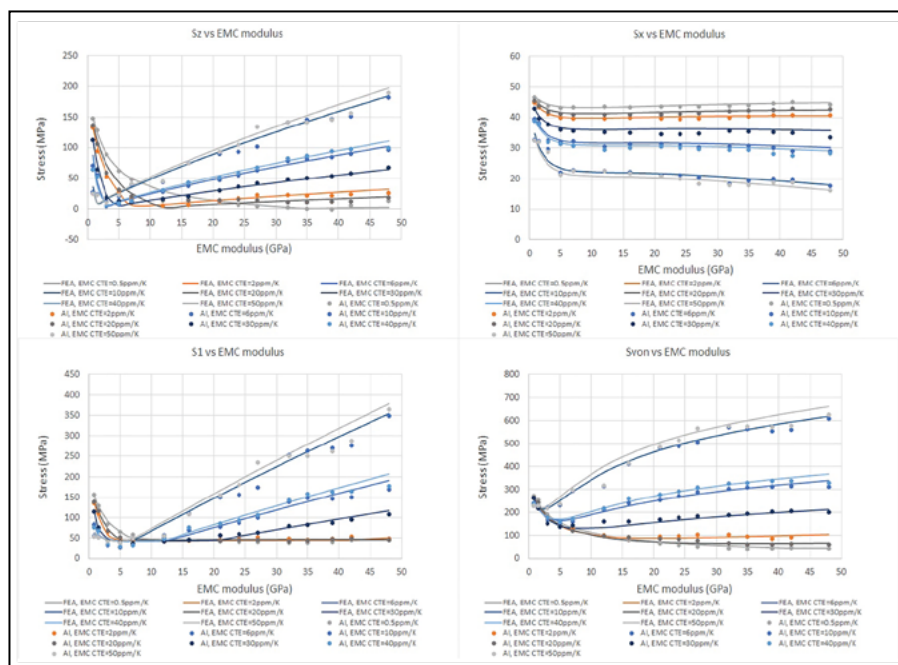 Sz vs EMC modulus
250
200
150
100
50
0
-50
0 5 10 15 20 25 30 35 40 45 50
Stress (MPa)
EMC modulus (GPa)
FEA, EMC CTE=0.5ppm/K FEA, EMC CTE=2ppm/K FEA, EMC CTE=6ppm/K
FEA, EMC CTE=10ppm/K FEA, EMC CTE=20ppm/K FEA, EMC CTE=30ppm/K
FEA, EMC CTE=40ppm/K FEA, EMC CTE=50ppm/K AI, EMC CTE=0.5ppm/K
AI, EMC CTE=2ppm/K AI, EMC CTE=6ppm/K AI, EMC CTE=10ppm/K
AI, EMC CTE=20ppm/K AI, EMC CTE=30ppm/K AI, EMC CTE=40ppm/K
AI, EMC CTE=50ppm/K
Sx vs EMC modulus
60
50
40
30
20
10
0
0 5 10 15 20 25 30 35 40 45 50
Stress (MPa)
EMC modulus (GPa)
FEA, EMC CTE=0.5ppm/K FEA, EMC CTE=2ppm/K FEA, EMC CTE=6ppm/K
FEA, EMC CTE=10ppm/K FEA, EMC CTE=20ppm/K FEA, EMC CTE=30ppm/K
FEA, EMC CTE=40ppm/K FEA, EMC CTE=50ppm/K AI, EMC CTE=0.5ppm/K
AI, EMC CTE=2ppm/K AI, EMC CTE=6ppm/K AI, EMC CTE=10ppm/K
AI, EMC CTE=20ppm/K AI, EMC CTE=30ppm/K AI, EMC CTE=40ppm/K
AI, EMC CTE=50ppm/K
S1 vs EMC modulus
450
400
350
300
250
200
150
100
50
0
0 5 10 15 20 25 30 35 40 45 50
Stress (MPa)
EMC modulus (GPa)
FEA, EMC CTE=0.5ppm/K FEA, EMC CTE=2ppm/K FEA, EMC CTE=6ppm/K
FEA, EMC CTE=10ppm/K FEA, EMC CTE=20ppm/K FEA, EMC CTE=30ppm/K
FEA, EMC CTE=40ppm/K FEA, EMC CTE=50ppm/K AI, EMC CTE=0.5ppm/K
AI, EMC CTE=2ppm/K AI, EMC CTE=6ppm/K AI, EMC CTE=10ppm/K
AI, EMC CTE=20ppm/K AI, EMC CTE=30ppm/K AI, EMC CTE=40ppm/K
AI, EMC CTE=50ppm/K
Svon vs EMC modulus
800
700
600
500
400
300
200
100
0
0 5 10 15 20 25 30 35 40 45 50
Stress (MPa)
EMC modulus (GPa)
FEA, EMC CTE=0.5ppm/K FEA, EMC CTE=2ppm/K FEA, EMC CTE=6ppm/K
FEA, EMC CTE=10ppm/K FEA, EMC CTE=20ppm/K FEA, EMC CTE=30ppm/K
FEA, EMC CTE=40ppm/K FEA, EMC CTE=50ppm/K AI, EMC CTE=0.5ppm/K
AI, EMC CTE=2ppm/K AI, EMC CTE=6ppm/K AI, EMC CTE=10ppm/K
AI, EMC CTE=20ppm/K AI, EMC CTE=30ppm/K AI, EMC CTE=40ppm/K
AI, EMC CTE=50ppm/K